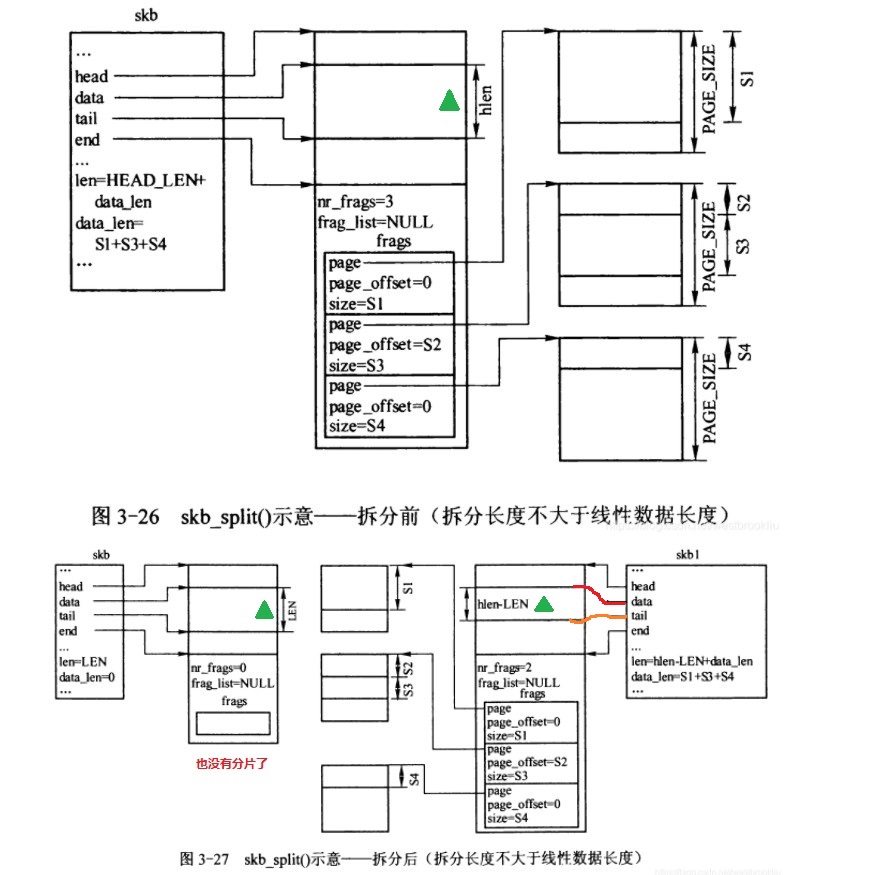 skb
...
head
data
tail
end
...
len=HEAD_LEN+
data_len
data_len=
S1+S3+S4
...
hlen
nr_frags=3
frag_list=NULL
frags
page
page_offset=0
size=S1
page
page_offset=S2
size=S3
page
page_offset=0
size=S4
PAGE_SIZE
S1
PAGE_SIZE
S2
S3
PAGE_SIZE
S4
图 3-26 skb_split()示意——拆分前（拆分长度不大于线性数据长度）
skb
...
head
data
tail
end
...
len=LEN
data_len=0
...
LEN
nr_frags=0
frag_list=NULL
frags
也没有分片了
S1
S2
S3
S4
hlen-LEN
nr_frags=2
frag_list=NULL
frags
page
page_offset=0
size=S1
page
page_offset=S2
size=S3
page
page_offset=0
size=S4
skb1
...
head
data
tail
end
...
len=hlen-LEN+data_len
data_len=S1+S3+S4
...
图 3-27 skb_split()示意——拆分后（拆分长度不大于线性数据长度）